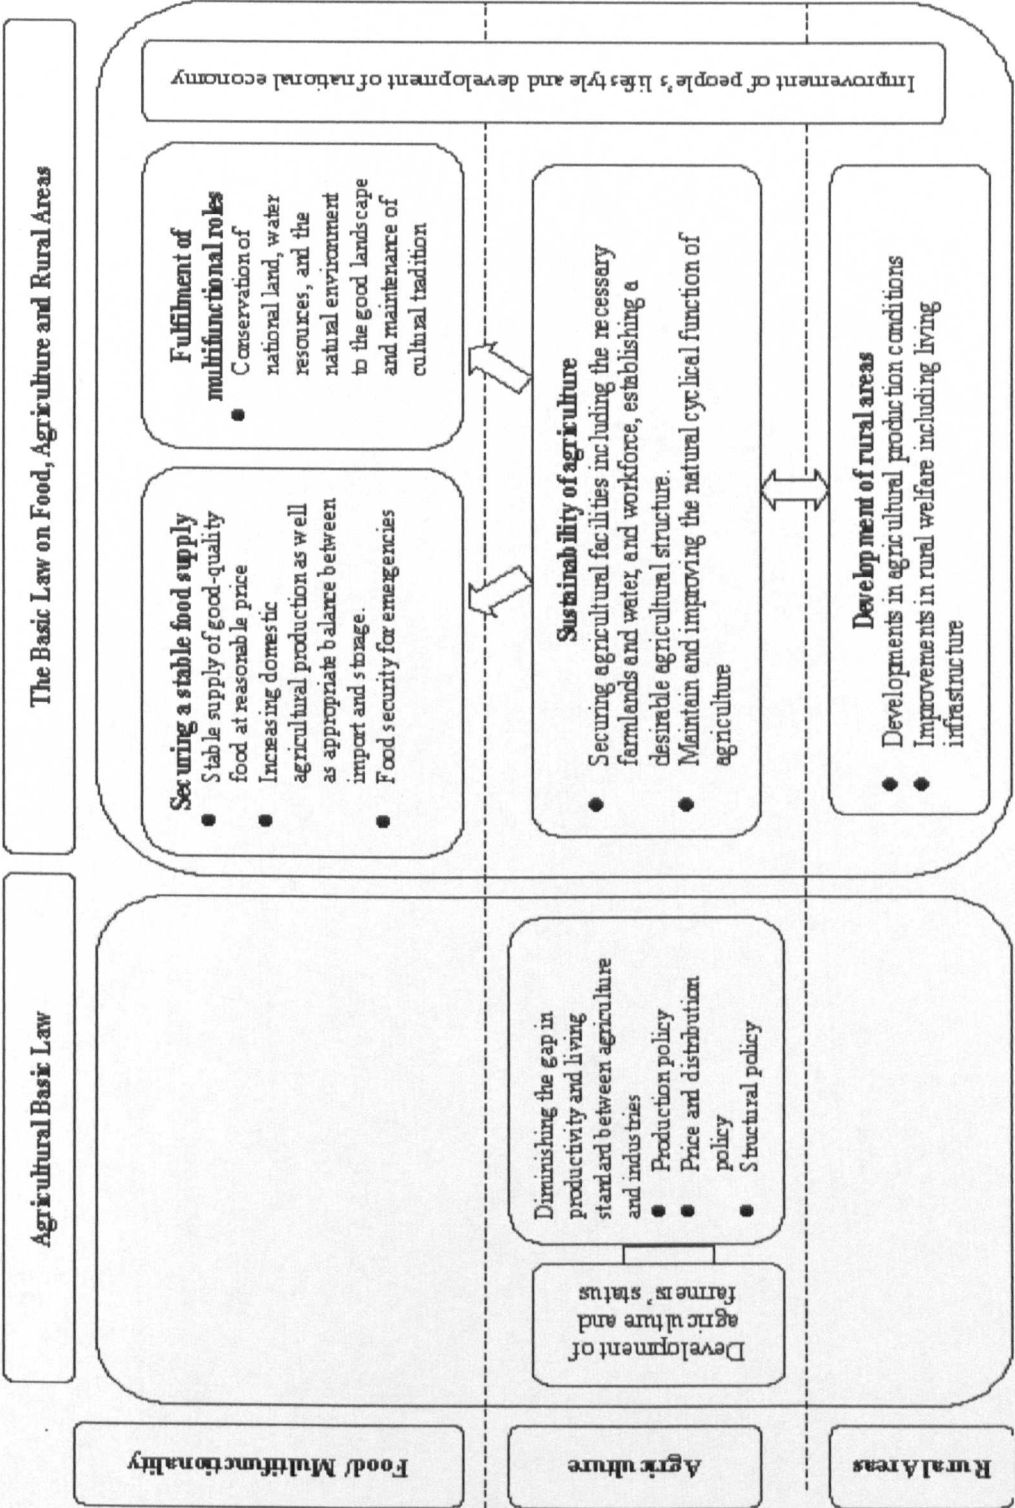 Agricultural Basic Law
The Basic Law on Food, Agriculture and Rural Areas
Food/ Multifunctionality
Securing a stable food supply
● Stable supply of good-quality
food at reasonable price
● Increasing domestic
agricultural production as well
as appropriate balance between
import and storage.
● Food security for emergencies
Fulfilment of
multifunctional roles
● Conservation of
national land, water
resources, and the
natural environment
to the good landscape
and maintenance of
cultural tradition
Improvement of people's lifestyle and development of national economy
Agriculture
Development of
agriculture and
farmers' status
Diminishing the gap in
productivity and living
standard between agriculture
and industries
● Production policy
● Price and distribution
policy
● Structural policy
Sustainability of agriculture
● Securing agricultural facilities including the necessary
farmlands and water, and workforce, establishing a
desirable agricultural structure.
● Maintain and improving the natural cyclical function of
agriculture
Rural Areas
Development of rural areas
● Developments in agricultural production conditions
● Improvements in rural welfare including living
infrastructure